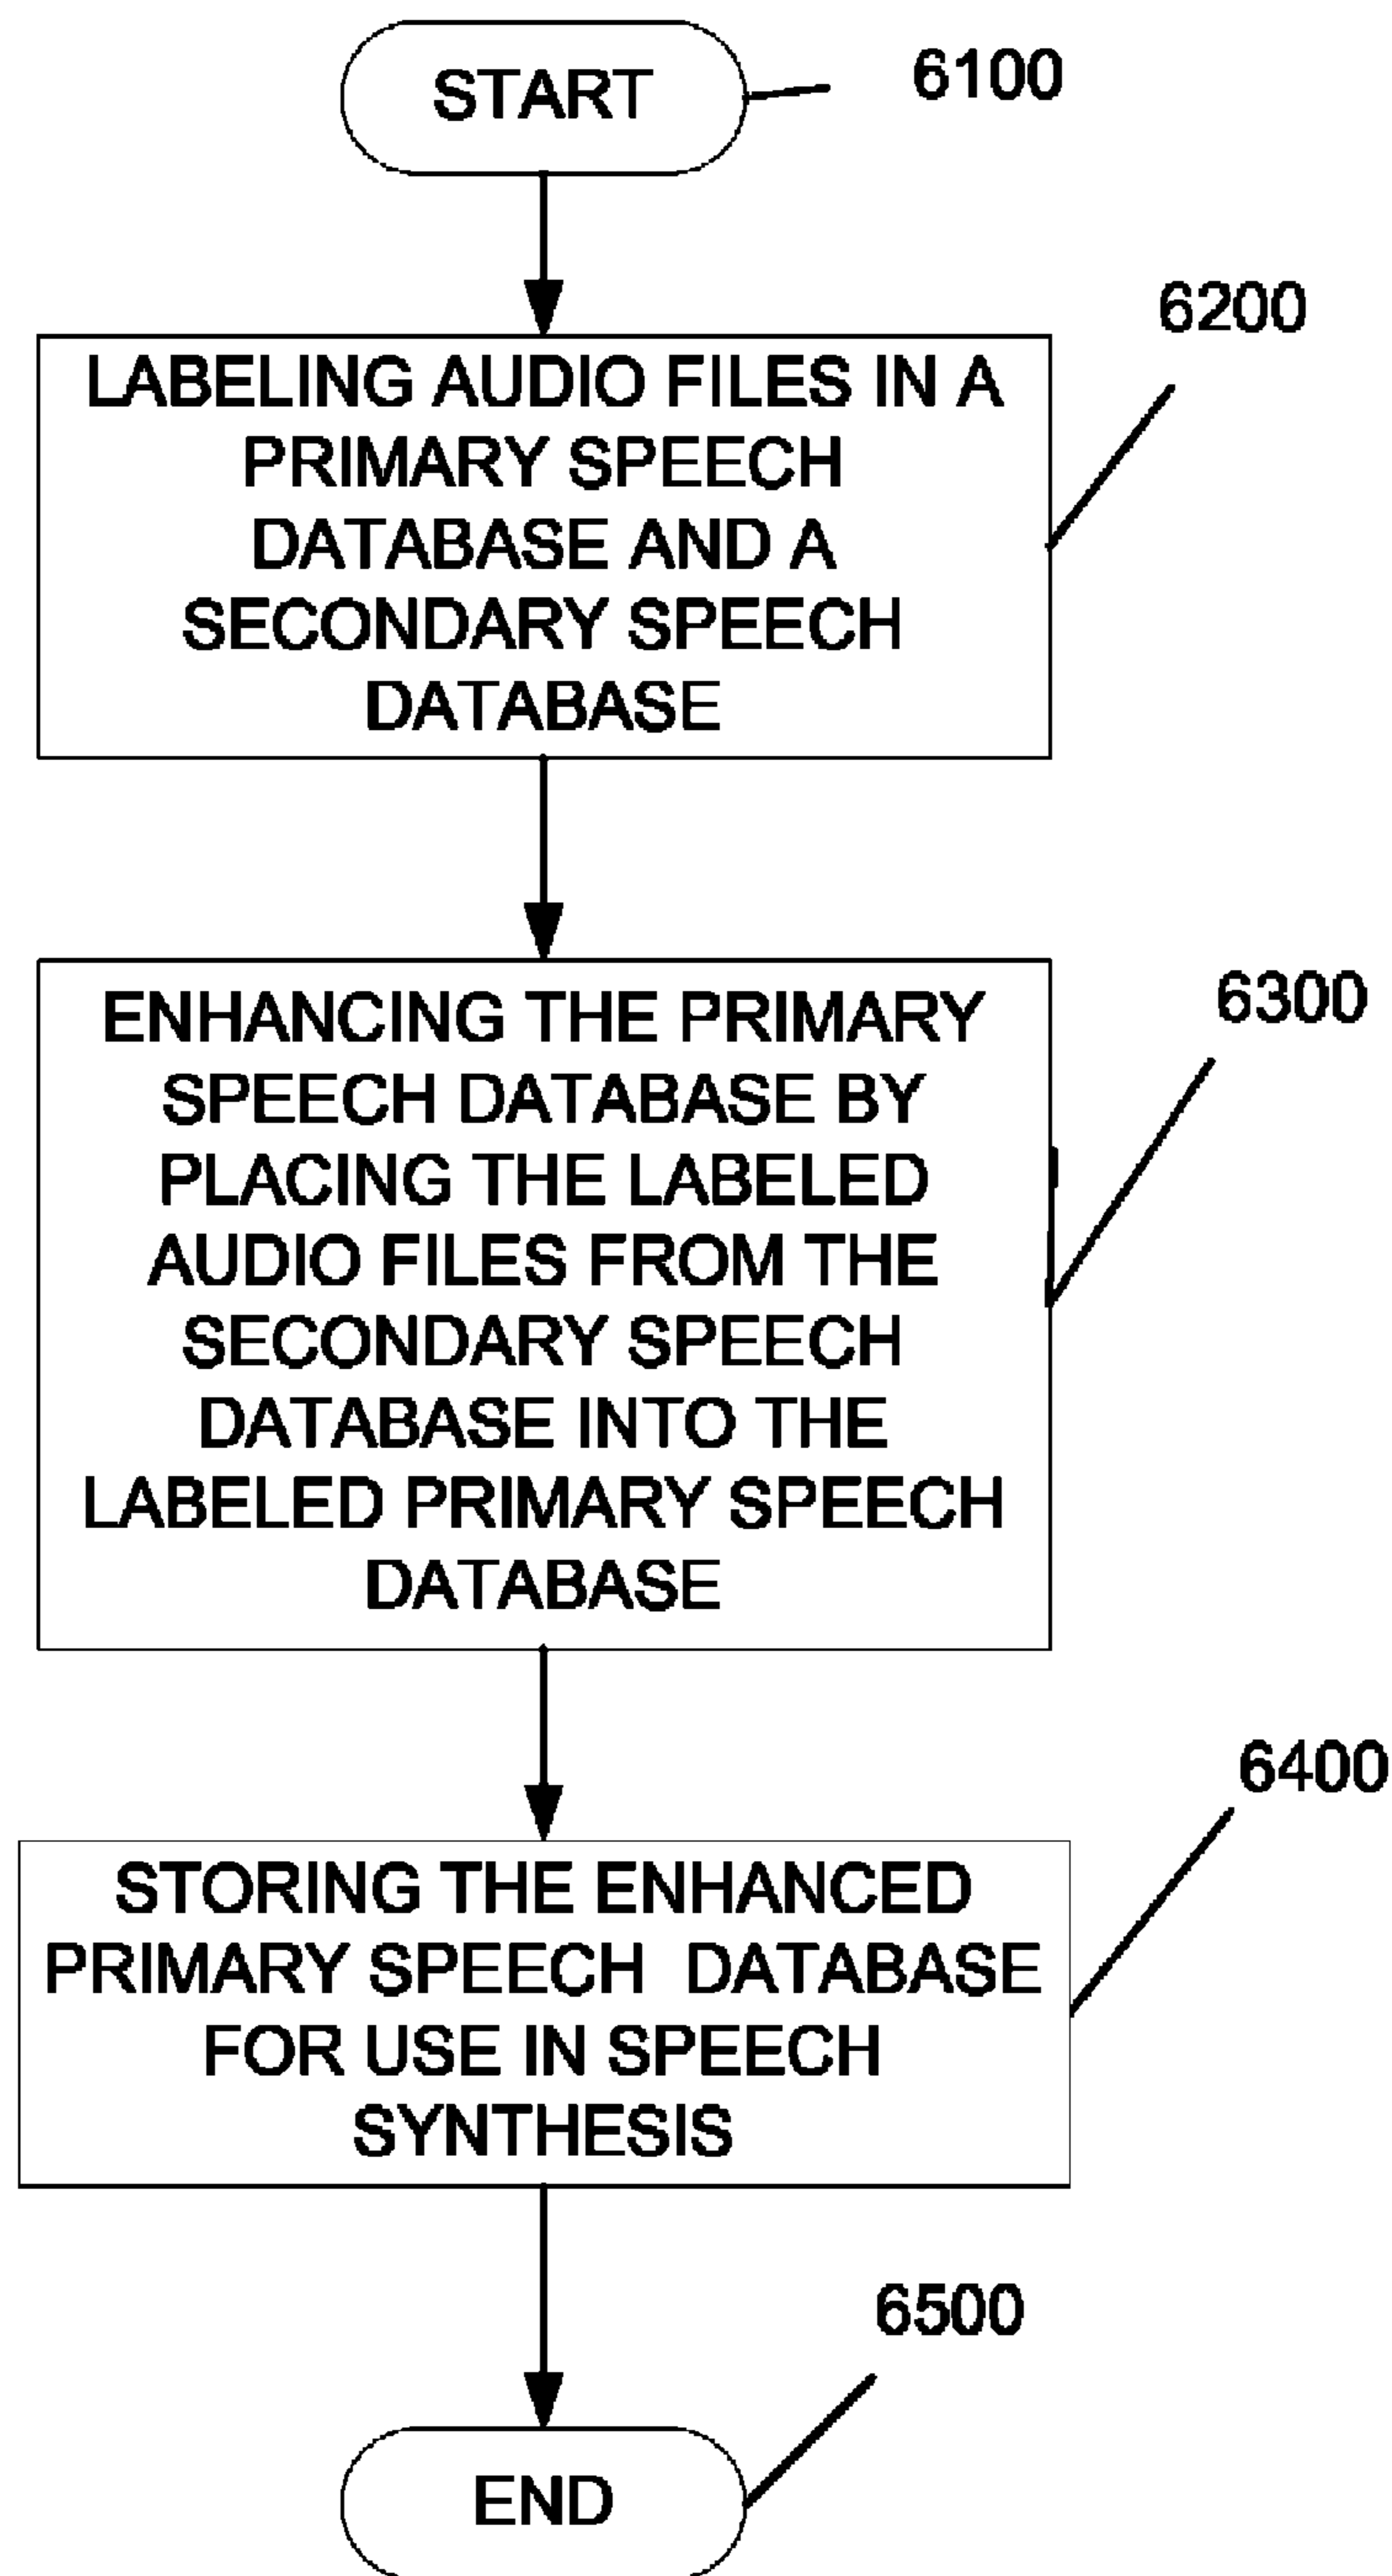 START
6100
6200
LABELING AUDIO FILES IN A
PRIMARY SPEECH
DATABASE AND A
SECONDARY SPEECH
DATABASE
6300
ENHANCING THE PRIMARY
SPEECH DATABASE BY
PLACING THE LABELED
AUDIO FILES FROM THE
SECONDARY SPEECH
DATABASE INTO THE
LABELED PRIMARY SPEECH
DATABASE
6400
STORING THE ENHANCED
PRIMARY SPEECH DATABASE
FOR USE IN SPEECH
SYNTHESIS
6500
END